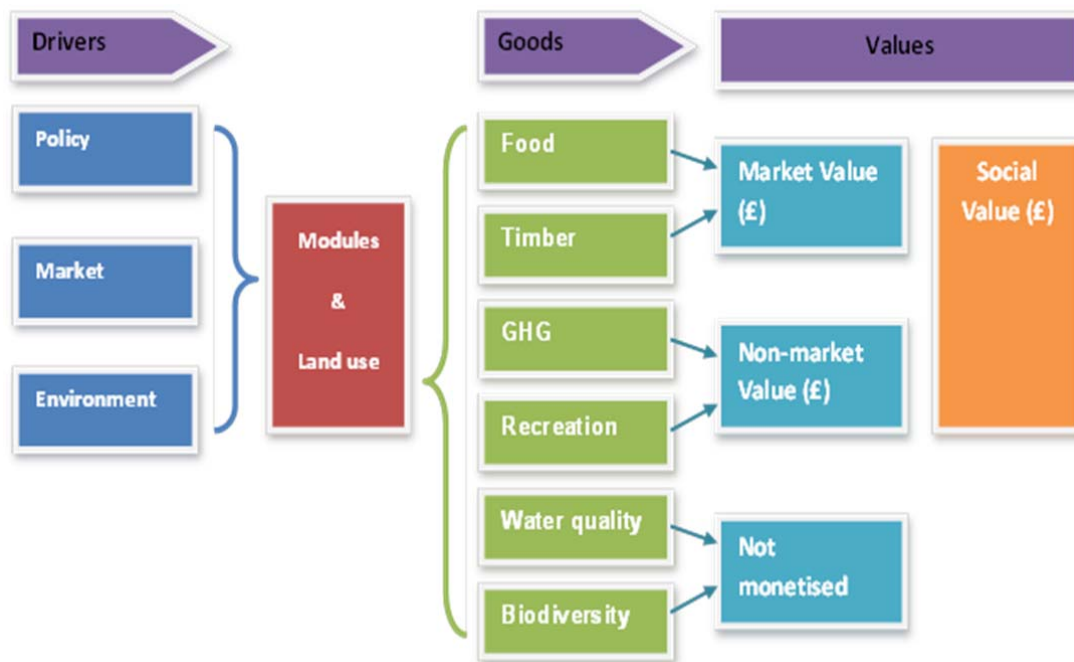 Drivers
Goods
Values
Policy
Market
Environment
Modules
&
Land use
Food
Timber
GHG
Recreation
Water quality
Biodiversity
Market Value
(£)
Non-market
Value (£)
Not
monetised
Social
Value (£)